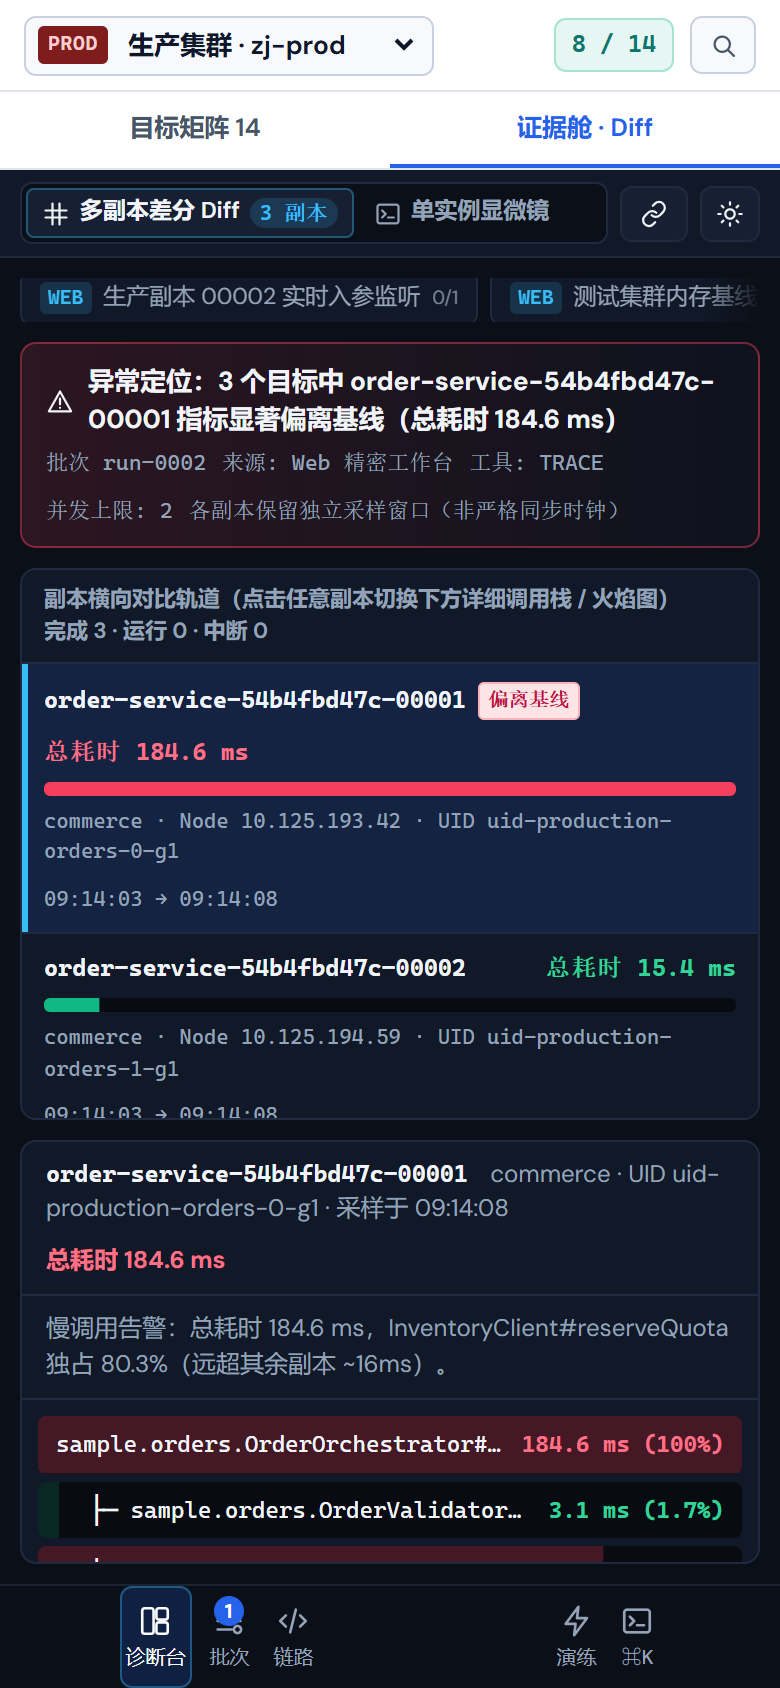 PROD 生产集群 · zj-prod 8 / 14
目标矩阵 14 证据舱 · Diff
多副本差分 Diff 3 副本 单实例显微镜
WEB 生产副本 00002 实时入参监听 0/1 WEB 测试集群内存基线
异常定位：3 个目标中 order-service-54b4fbd47c-
00001 指标显著偏离基线（总耗时 184.6 ms）
批次 run-0002 来源: Web 精密工作台 工具: TRACE
并发上限: 2 各副本保留独立采样窗口（非严格同步时钟）
副本横向对比轨道（点击任意副本切换下方详细调用栈 / 火焰图）
完成 3 · 运行 0 · 中断 0
order-service-54b4fbd47c-00001 偏离基线
总耗时 184.6 ms
commerce · Node 10.125.193.42 · UID uid-production-
orders-0-g1
09:14:03 → 09:14:08
order-service-54b4fbd47c-00002 总耗时 15.4 ms
commerce · Node 10.125.194.59 · UID uid-production-
orders-1-g1
09:14:03 → 09:14:08
order-service-54b4fbd47c-00001 commerce · UID uid-
production-orders-0-g1 · 采样于 09:14:08
总耗时 184.6 ms
慢调用告警：总耗时 184.6 ms，InventoryClient#reserveQuota
独占 80.3%（远超其余副本 ~16ms）。
sample.orders.OrderOrchestrator#… 184.6 ms (100%)
├─ sample.orders.OrderValidator… 3.1 ms (1.7%)
诊断台 1 批次 链路 演练 ⌘K